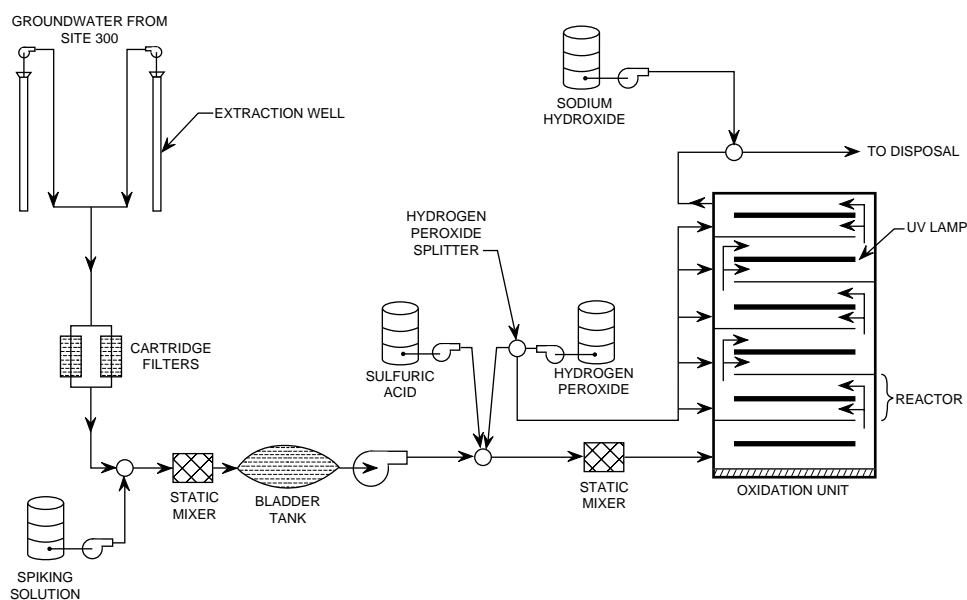 GROUNDWATER FROM
SITE 300
EXTRACTION WELL
SODIUM
HYDROXIDE
TO DISPOSAL
HYDROGEN
PEROXIDE
SPLITTER
UV LAMP
CARTRIDGE
FILTERS
SULFURIC
ACID
HYDROGEN
PEROXIDE
REACTOR
STATIC
MIXER
BLADDER
TANK
STATIC
MIXER
OXIDATION UNIT
SPIKING
SOLUTION